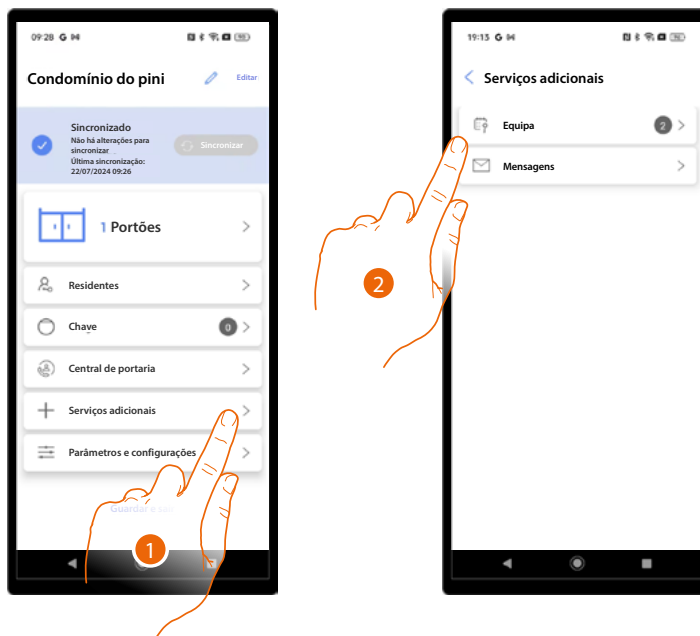 09:28
Condomínio do pini
Editar
Sincronizado
Não há alterações para
sincronizar
Última sincronização:
22/07/2024 09:26
Sincronizar
1 Portões
Residentes
Chave
0
Central de portaria
Serviços adicionais
Parâmetros e configurações
Guardar e
1
19:15
Serviços adicionais
Equipa
2
Mensagens
2